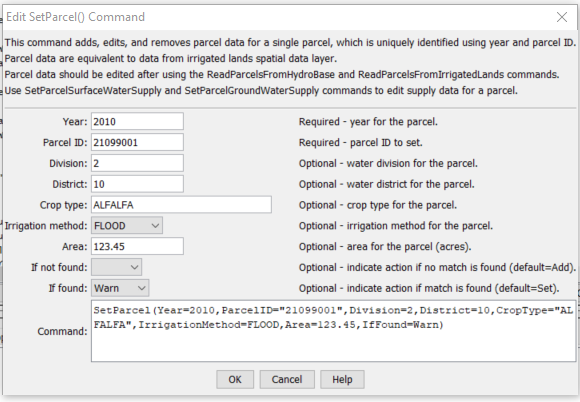 Edit SetParcel() Command
This command adds, edits, and removes parcel data for a single parcel, which is uniquely identified using year and parcel ID.
Parcel data are equivalent to data from irrigated lands spatial data layer.
Parcel data should be edited after using the ReadParcelsFromHydroBase and ReadParcelsFromIrrigatedLands commands.
Use SetParcelSurfaceWaterSupply and SetParcelGroundWaterSupply commands to edit supply data for a parcel.
Year: 2010 Required - year for the parcel.
Parcel ID: 21099001 Required - parcel ID to set.
Division: 2 Optional - water division for the parcel.
District: 10 Optional - water district for the parcel.
Crop type: ALFALFA Optional - crop type for the parcel.
Irrigation method: FLOOD Optional - irrigation method for the parcel.
Area: 123.45 Optional - area for the parcel (acres).
If not found: Optional - indicate action if no match is found (default=Add).
If found: Warn Optional - indicate action if match is found (default=Set).
Command: SetParcel(Year=2010,ParcelID="21099001",Division=2,District=10,CropType="AL
FALFA",IrrigationMethod=FLOOD,Area=123.45,IfFound=Warn)
OK Cancel Help